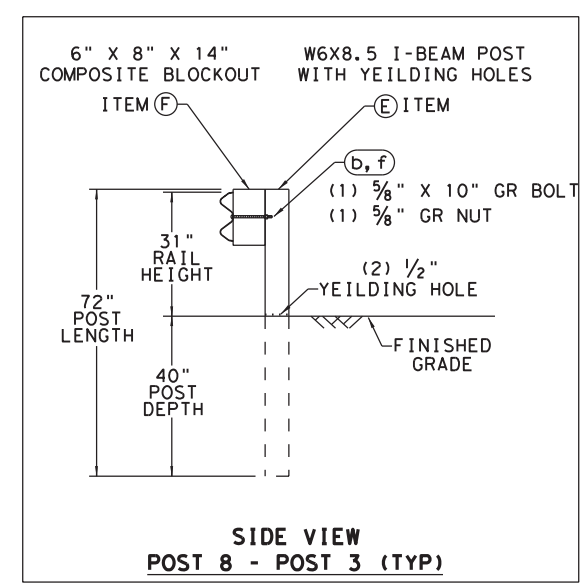 6" X 8" X 14"
COMPOSITE BLOCKOUT
ITEM F
W6X8.5 I-BEAM POST
WITH YEILDING HOLES
E ITEM
b, f
(1) 5/8" X 10" GR BOLT
(1) 5/8" GR NUT
31"
RAIL
HEIGHT
(2) 1/2"
YEILDING HOLE
72"
POST
LENGTH
FINISHED
GRADE
40"
POST
DEPTH
SIDE VIEW
POST 8 - POST 3 (TYP)